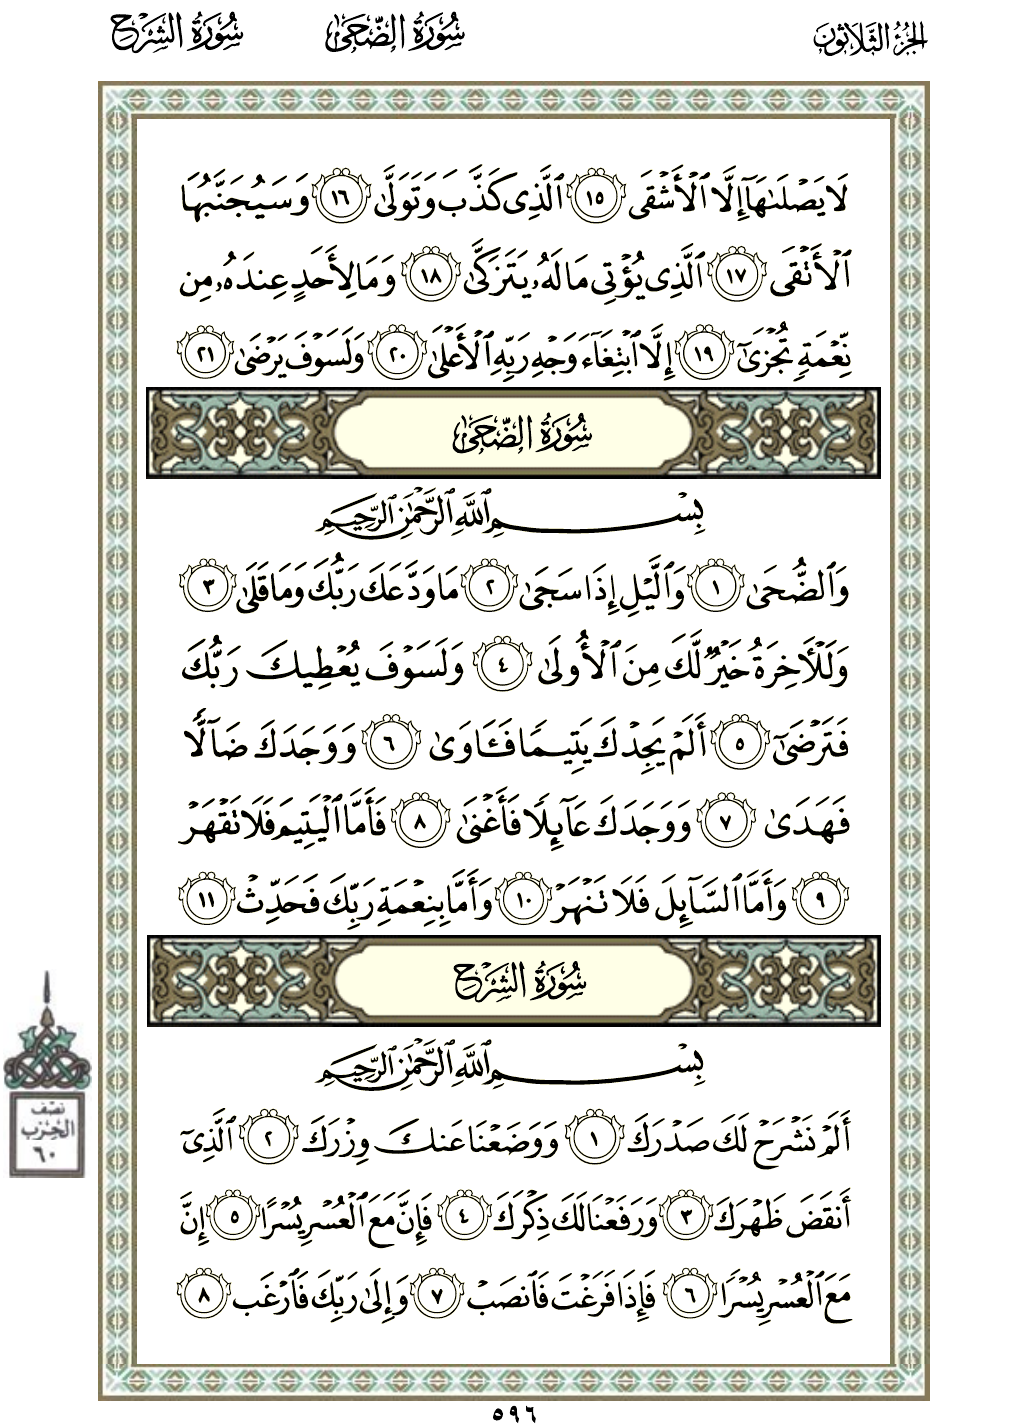 الجزء الثلاثون سورة الضحى سورة الشرح
لَا يَصْلَىٰهَآ إِلَّا ٱلْأَشْقَى ١٥ ٱلَّذِى كَذَّبَ وَتَوَلَّىٰ ١٦ وَسَيُجَنَّبُهَا
ٱلْأَتْقَى ١٧ ٱلَّذِى يُؤْتِى مَالَهُۥ يَتَزَكَّىٰ ١٨ وَمَا لِأَحَدٍ عِندَهُۥ مِن
نِّعْمَةٍ تُجْزَىٰٓ ١٩ إِلَّا ٱبْتِغَآءَ وَجْهِ رَبِّهِ ٱلْأَعْلَىٰ ٢٠ وَلَسَوْفَ يَرْضَىٰ ٢١
سُورَةُ الضُّحَىٰ
بِسْمِ ٱللَّهِ ٱلرَّحْمَٰنِ ٱلرَّحِيمِ
وَٱلضُّحَىٰ ١ وَٱلَّيْلِ إِذَا سَجَىٰ ٢ مَا وَدَّعَكَ رَبُّكَ وَمَا قَلَىٰ ٣
وَلَلْـَٔاخِرَةُ خَيْرٌ لَّكَ مِنَ ٱلْأُولَىٰ ٤ وَلَسَوْفَ يُعْطِيكَ رَبُّكَ
فَتَرْضَىٰٓ ٥ أَلَمْ يَجِدْكَ يَتِيمًا فَـَٔاوَىٰ ٦ وَوَجَدَكَ ضَآلًّا
فَهَدَىٰ ٧ وَوَجَدَكَ عَآئِلًا فَأَغْنَىٰ ٨ فَأَمَّا ٱلْيَتِيمَ فَلَا تَقْهَرْ
٩ وَأَمَّا ٱلسَّآئِلَ فَلَا تَنْهَرْ ١٠ وَأَمَّا بِنِعْمَةِ رَبِّكَ فَحَدِّثْ ١١
سُورَةُ الشَّرْحِ
بِسْمِ ٱللَّهِ ٱلرَّحْمَٰنِ ٱلرَّحِيمِ
أَلَمْ نَشْرَحْ لَكَ صَدْرَكَ ١ وَوَضَعْنَا عَنكَ وِزْرَكَ ٢ ٱلَّذِىٓ
أَنقَضَ ظَهْرَكَ ٣ وَرَفَعْنَا لَكَ ذِكْرَكَ ٤ فَإِنَّ مَعَ ٱلْعُسْرِ يُسْرًا ٥ إِنَّ
مَعَ ٱلْعُسْرِ يُسْرًا ٦ فَإِذَا فَرَغْتَ فَٱنصَبْ ٧ وَإِلَىٰ رَبِّكَ فَٱرْغَب ٨
نصف
الحزب
٦٠
٥٩٦